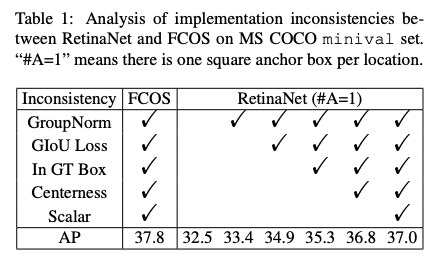 Table 1: Analysis of implementation inconsistencies be-
tween RetinaNet and FCOS on MS COCO minival set.
“#A=1” means there is one square anchor box per location.
Inconsistency FCOS RetinaNet (#A=1)
GroupNorm ✓ ✓ ✓ ✓ ✓ ✓
GIoU Loss ✓ ✓ ✓ ✓ ✓
In GT Box ✓ ✓ ✓ ✓
Centerness ✓ ✓ ✓
Scalar ✓ ✓
AP 37.8 32.5 33.4 34.9 35.3 36.8 37.0